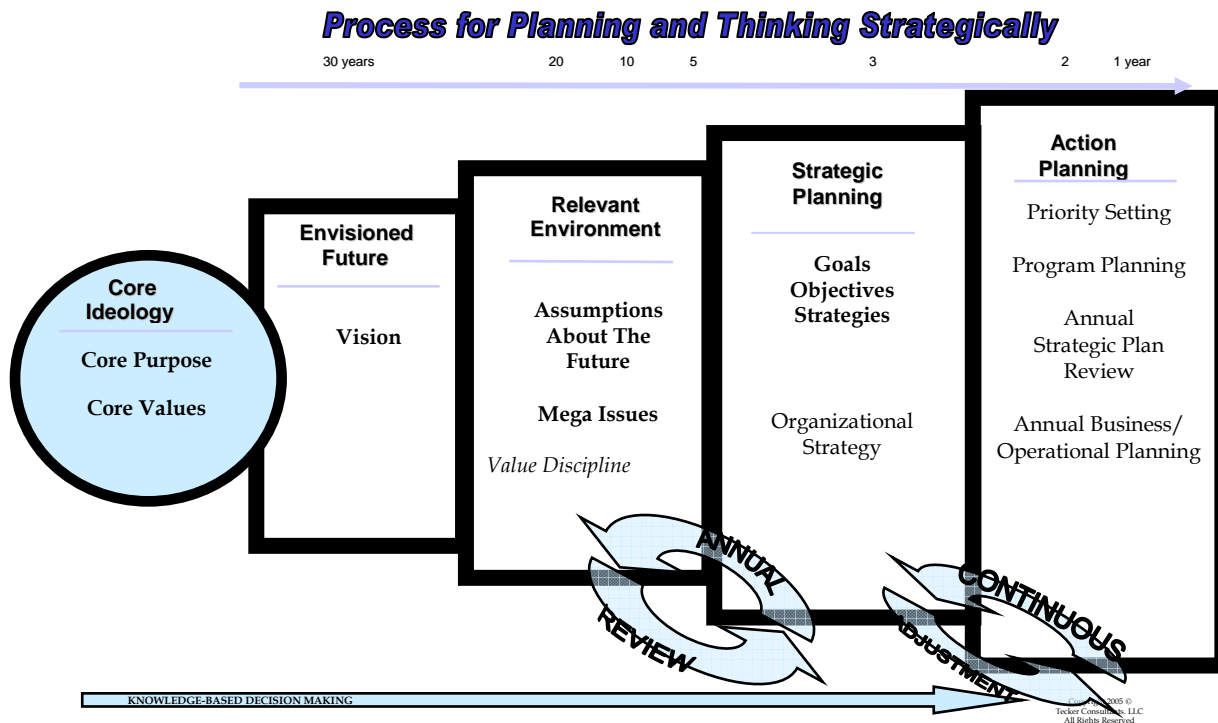 Process for Planning and Thinking Strategically
30 years 20 10 5 3 2 1 year
Core
Ideology
Core Purpose
Core Values
Envisioned
Future
Vision
Relevant
Environment
Assumptions
About The
Future
Mega Issues
Value Discipline
Strategic
Planning
Goals
Objectives
Strategies
Organizational
Strategy
Action
Planning
Priority Setting
Program Planning
Annual
Strategic Plan
Review
Annual Business/
Operational Planning
ANNUAL
REVIEW
CONTINUOUS
ADJUSTMENT
KNOWLEDGE-BASED DECISION MAKING
2005 ©
Tecker Consultants, LLC
All Rights Reserved